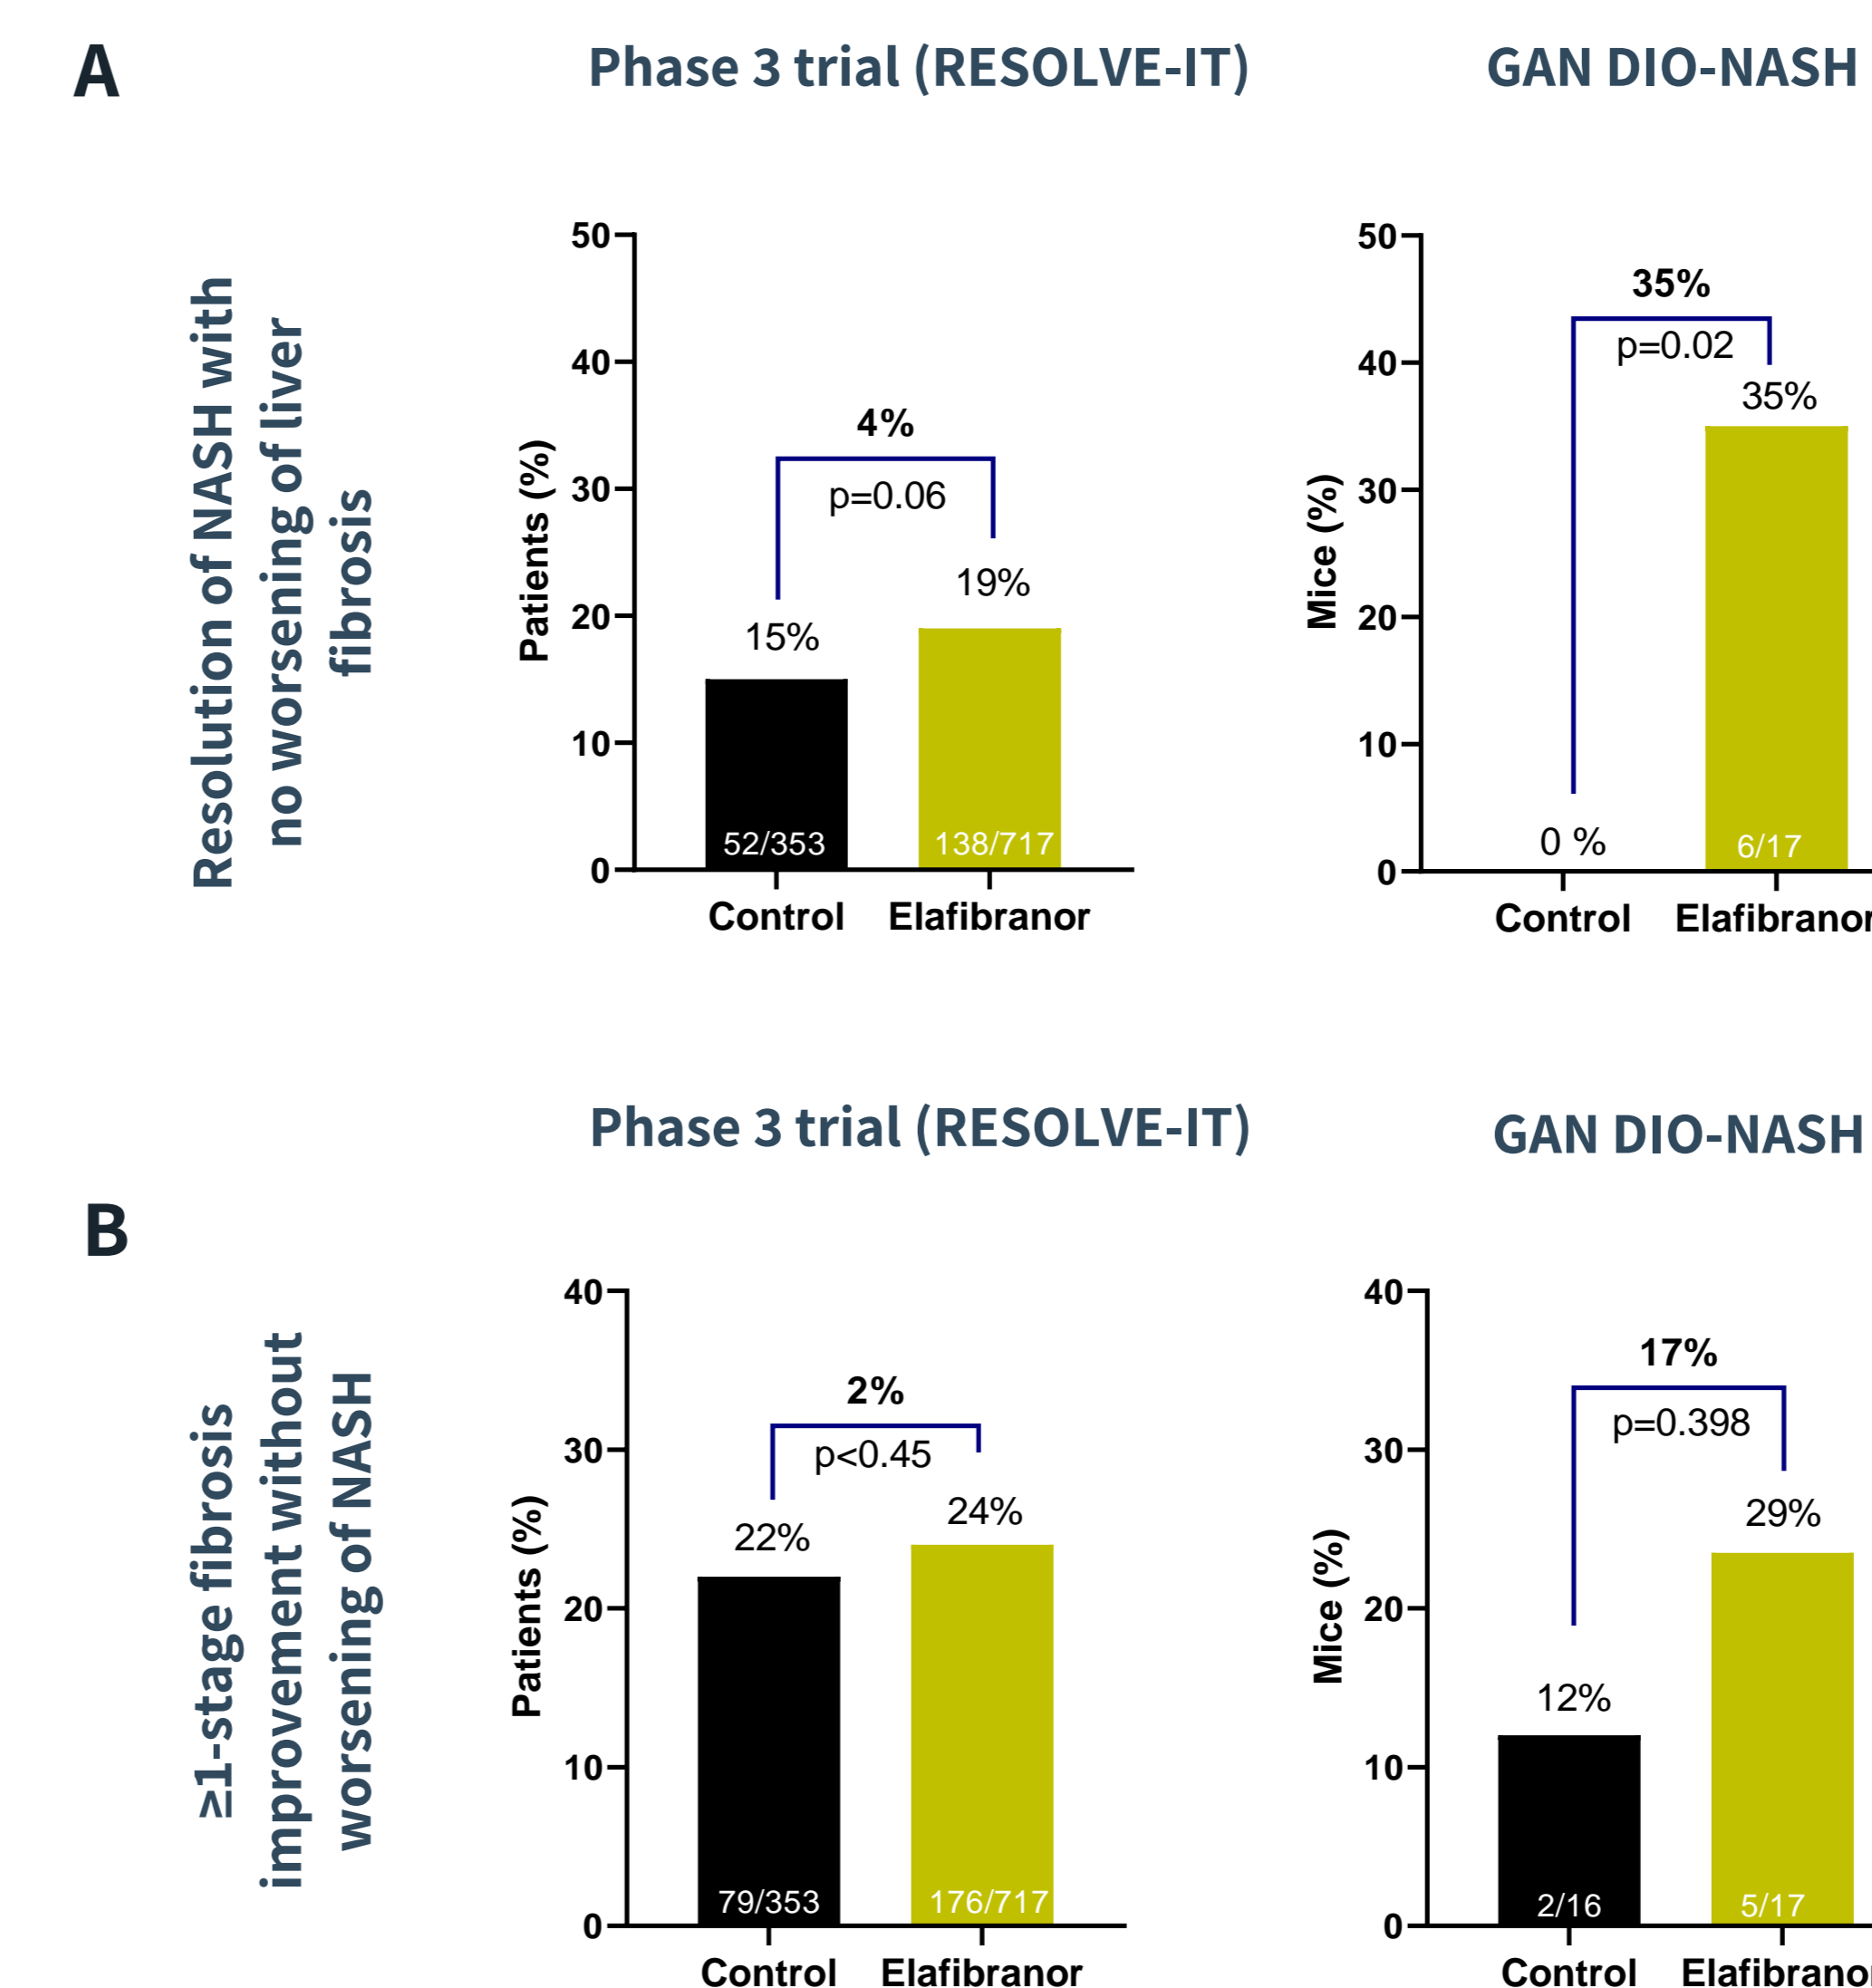 A
Phase 3 trial (RESOLVE-IT)
GAN DIO-NASH
Resolution of NASH with
no worsening of liver
fibrosis
Patients (%)
50
40
30
20
10
0
4%
p=0.06
15%
19%
52/353
138/717
Control
Elafibranor
Mice (%)
50
40
30
20
10
0
35%
p=0.02
35%
0 %
6/17
Control
Elafibranor
Phase 3 trial (RESOLVE-IT)
GAN DIO-NASH
B
≥1-stage fibrosis
improvement without
worsening of NASH
Patients (%)
40
30
20
10
0
2%
p<0.45
22%
24%
79/353
176/717
Control
Elafibranor
Mice (%)
40
30
20
10
0
17%
p=0.398
29%
12%
2/16
5/17
Control
Elafibranor